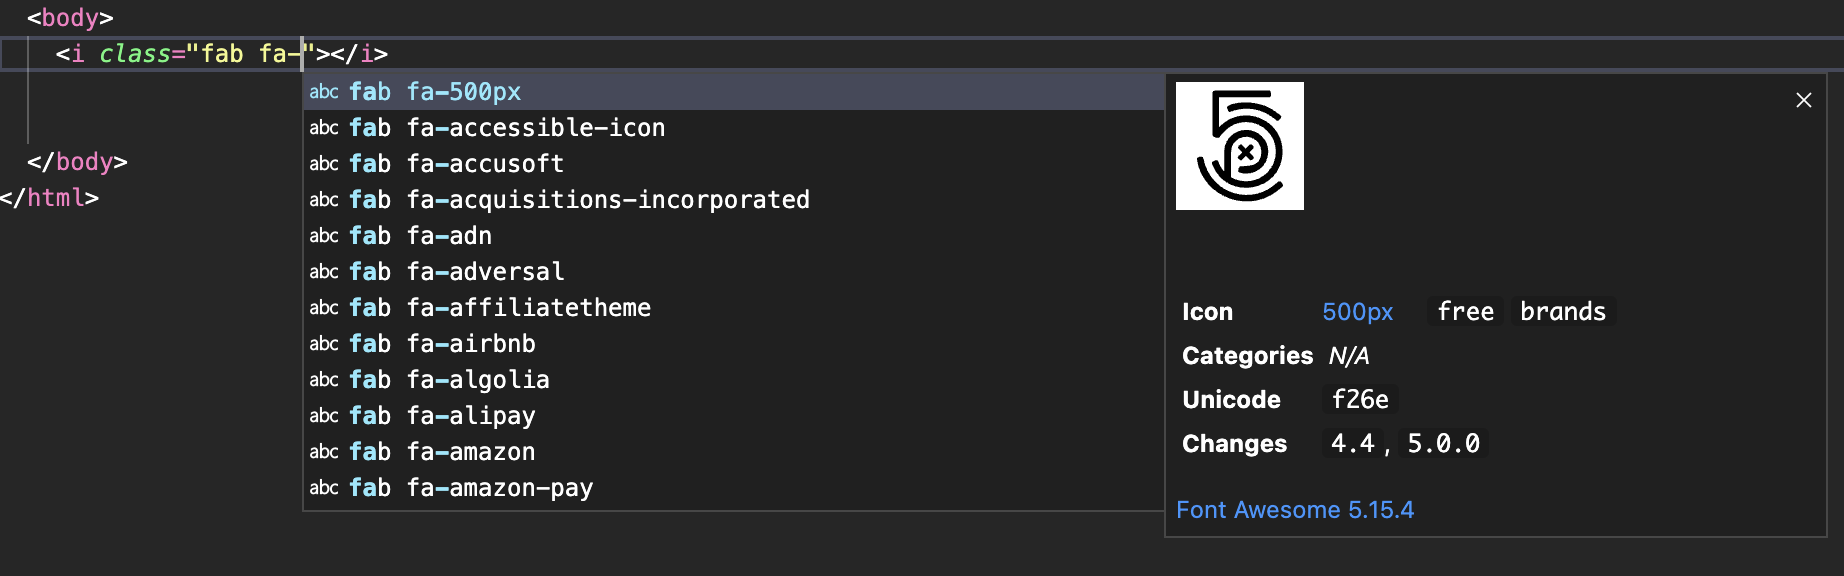 <body>
<i class="fab fa-"></i>
abc fab fa-500px
abc fab fa-accessible-icon
abc fab fa-accusoft
abc fab fa-acquisitions-incorporated
abc fab fa-adn
abc fab fa-adversal
abc fab fa-affiliatetheme
abc fab fa-airbnb
abc fab fa-algolia
abc fab fa-alipay
abc fab fa-amazon
abc fab fa-amazon-pay
Icon 500px free brands
Categories N/A
Unicode f26e
Changes 4.4, 5.0.0
Font Awesome 5.15.4
</body>
</html>